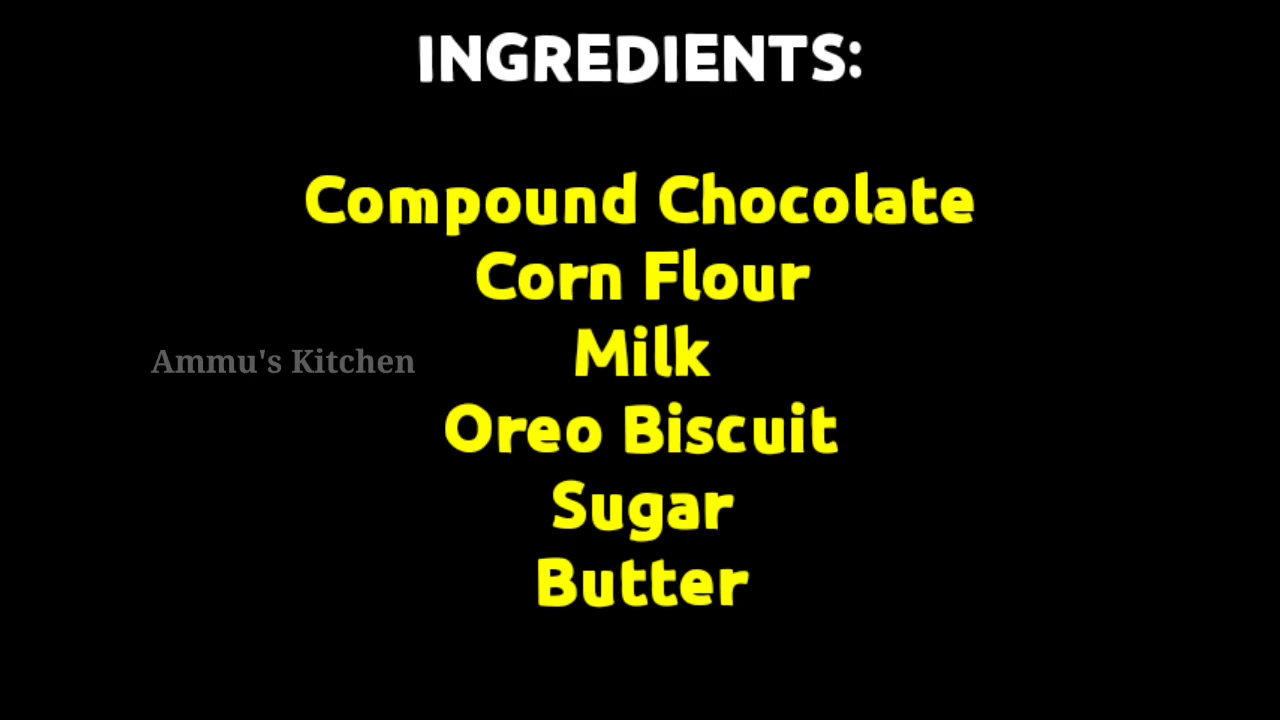 INGREDIENTS:
Compound Chocolate
Corn Flour
Milk
Ammu's Kitchen
Oreo Biscuit
Sugar
Butter